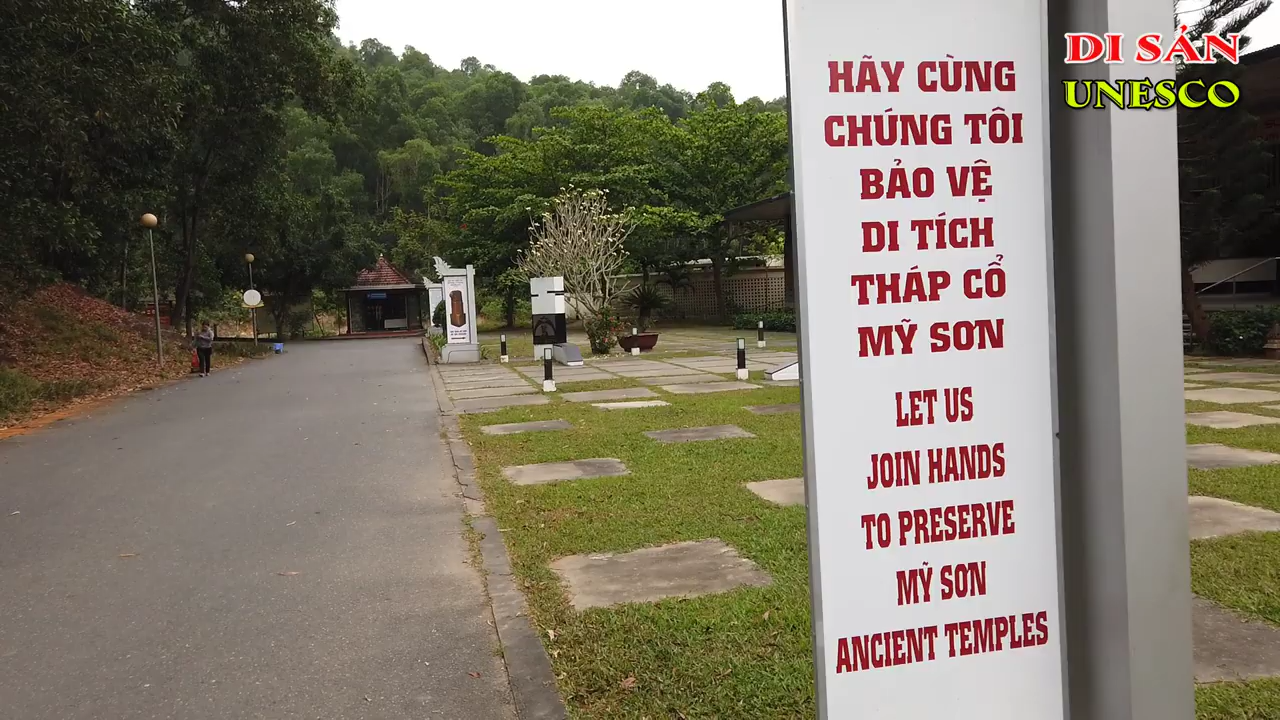 HÃY CÙNG
CHÚNG TÔI
BẢO VỆ
DI TÍCH
THÁP CỔ
MỸ SƠN
LET US
JOIN HANDS
TO PRESERVE
MỸ SƠN
ANCIENT TEMPLES
DI SẢN
UNESCO